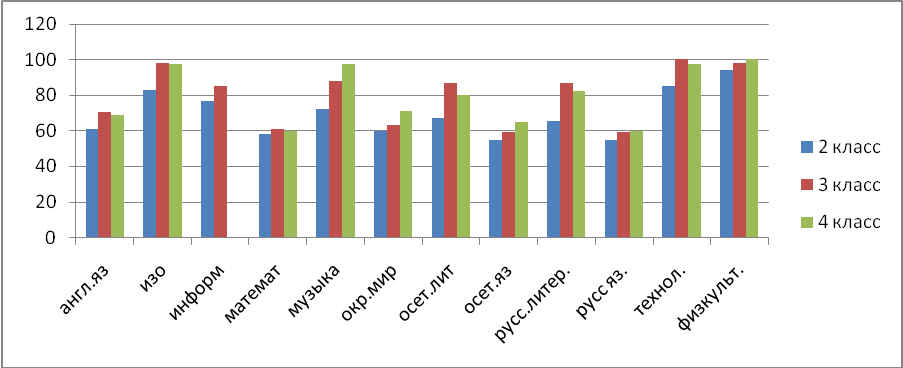 120
100
80
60
40
20
0
англ.яз
изо
информ
математ
музыка
окр.мир
осет.лит
осет.яз
русс.литер.
русс яз.
технол.
физкульт.
2 класс
3 класс
4 класс